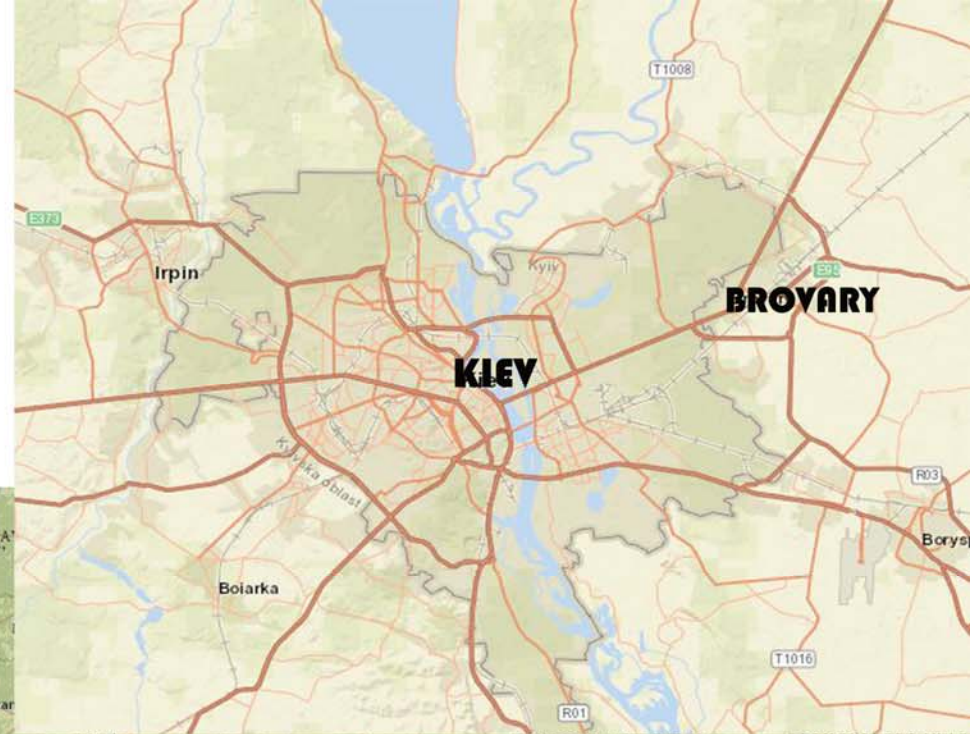 T1008
E373
Kyiv
Irpin
E95
BROVARY
KIEV
Kyivska oblast
R03
Borysp
Boiarka
T1016
R01